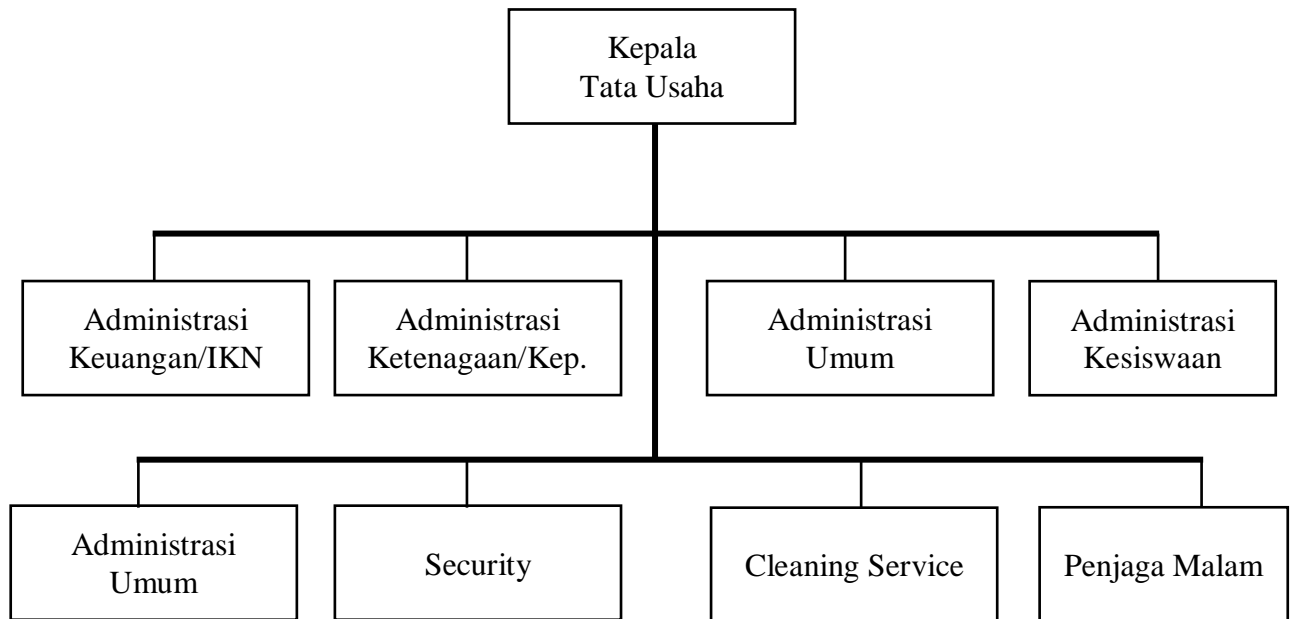 Kepala
Tata Usaha
Administrasi
Keuangan/IKN
Administrasi
Ketenagaan/Kep.
Administrasi
Umum
Administrasi
Kesiswaan
Administrasi
Umum
Security
Cleaning Service
Penjaga Malam